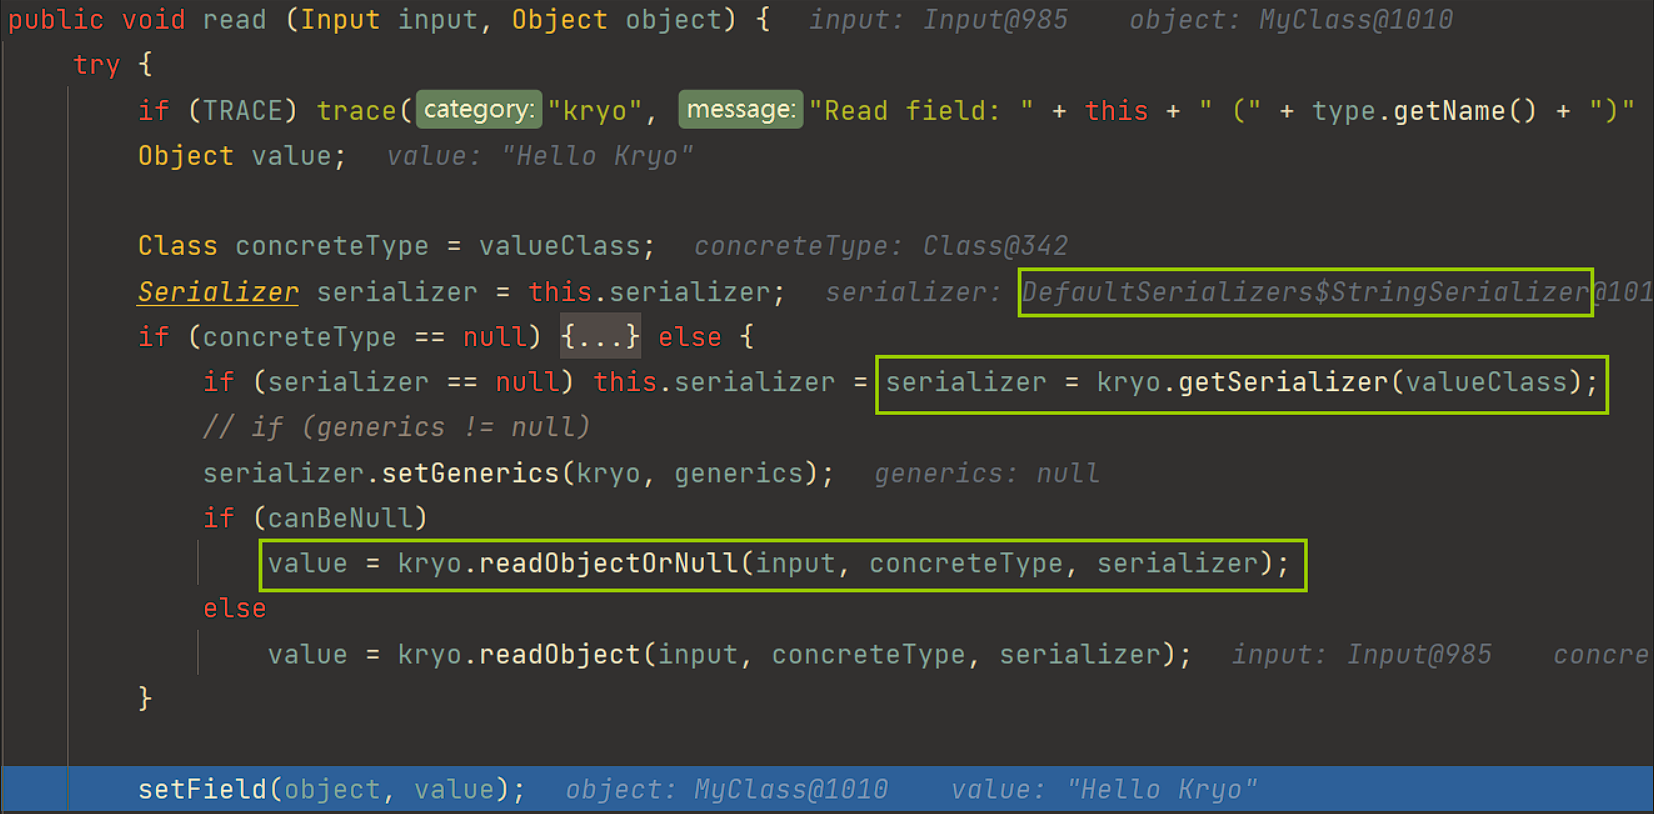 public void read (Input input, Object object) {  input: Input@985  object: MyClass@1010
try {
if (TRACE) trace( category: "kryo", message: "Read field: " + this + " (" + type.getName() + ")"
Object value;  value: "Hello Kryo"
Class concreteType = valueClass;  concreteType: Class@342
Serializer serializer = this.serializer;  serializer: DefaultSerializers$StringSerializer@101
if (concreteType == null) {...} else {
if (serializer == null) this.serializer = serializer = kryo.getSerializer(valueClass);
// if (generics != null)
serializer.setGenerics(kryo, generics);  generics: null
if (canBeNull)
value = kryo.readObjectOrNull(input, concreteType, serializer);
else
value = kryo.readObject(input, concreteType, serializer);  input: Input@985  concre
}
setField(object, value);  object: MyClass@1010  value: "Hello Kryo"